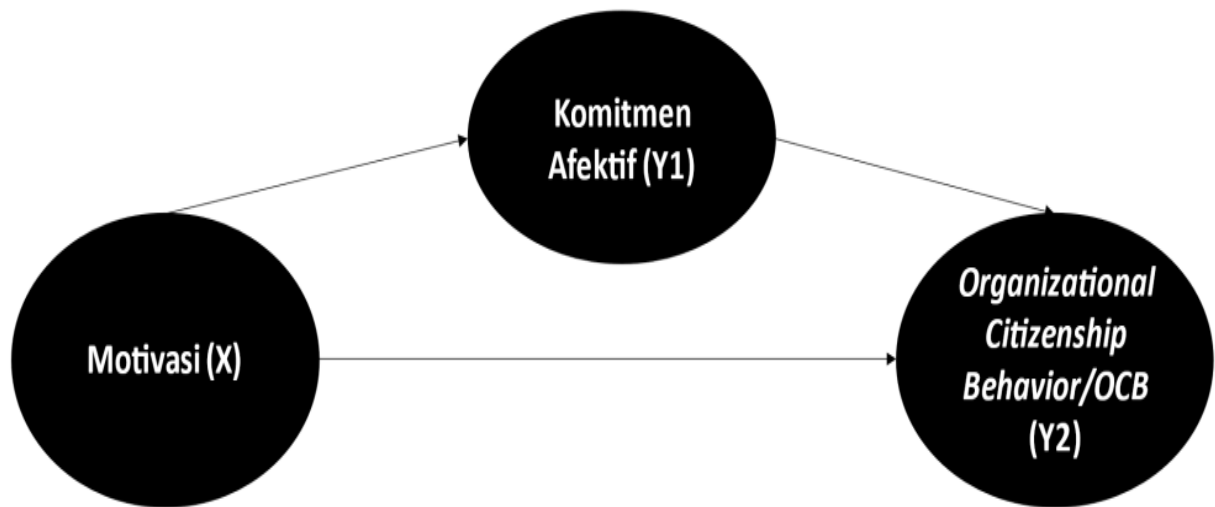 Komitmen
Afektif (Y1)
Motivasi (X)
Organizational
Citizenship
Behavior/OCB
(Y2)